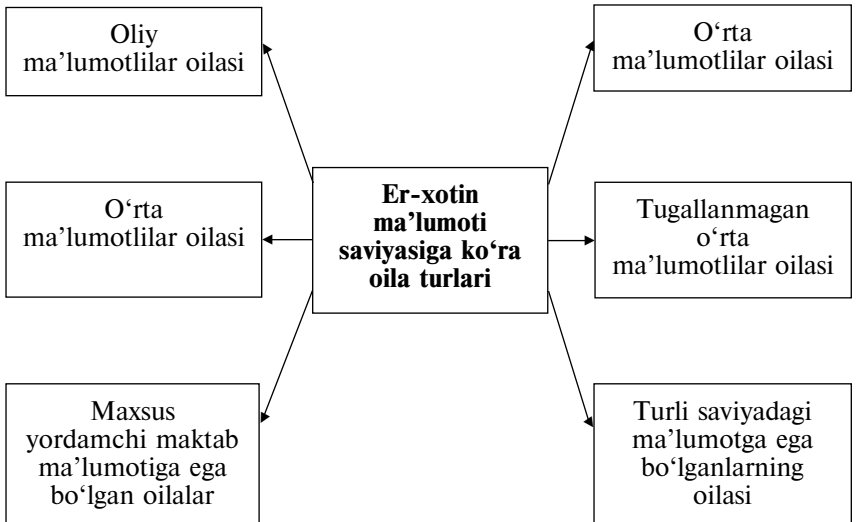 Oliy
ma’lumotlilar oilasi
O‘rta
ma’lumotlilar oilasi
O‘rta
ma’lumotlilar oilasi
Er-xotin
ma’lumoti
saviyasiga ko‘ra
oila turlari
Tugallanmagan
o‘rta
ma’lumotlilar oilasi
Maxsus
yordamchi maktab
ma’lumotiga ega
bo‘lgan oilalar
Turli saviyadagi
ma’lumotga ega
bo‘lganlarning
oilasi